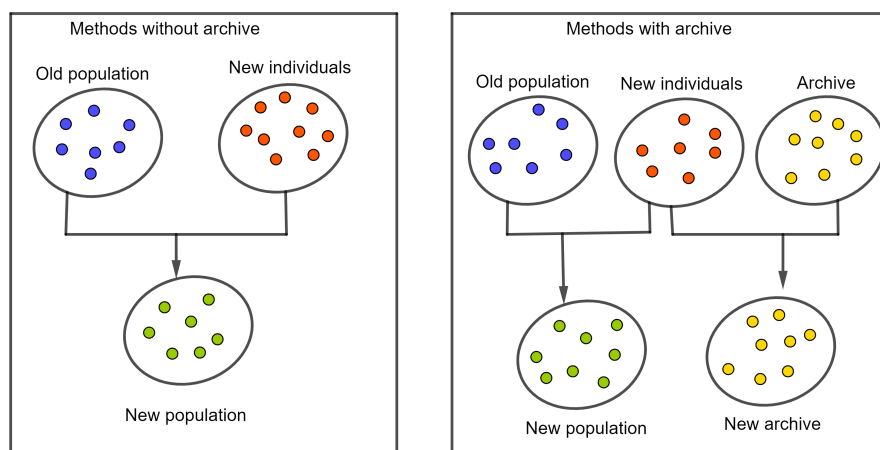 Methods without archive
Old population
New individuals
New population
Methods with archive
Old population
New individuals
Archive
New population
New archive